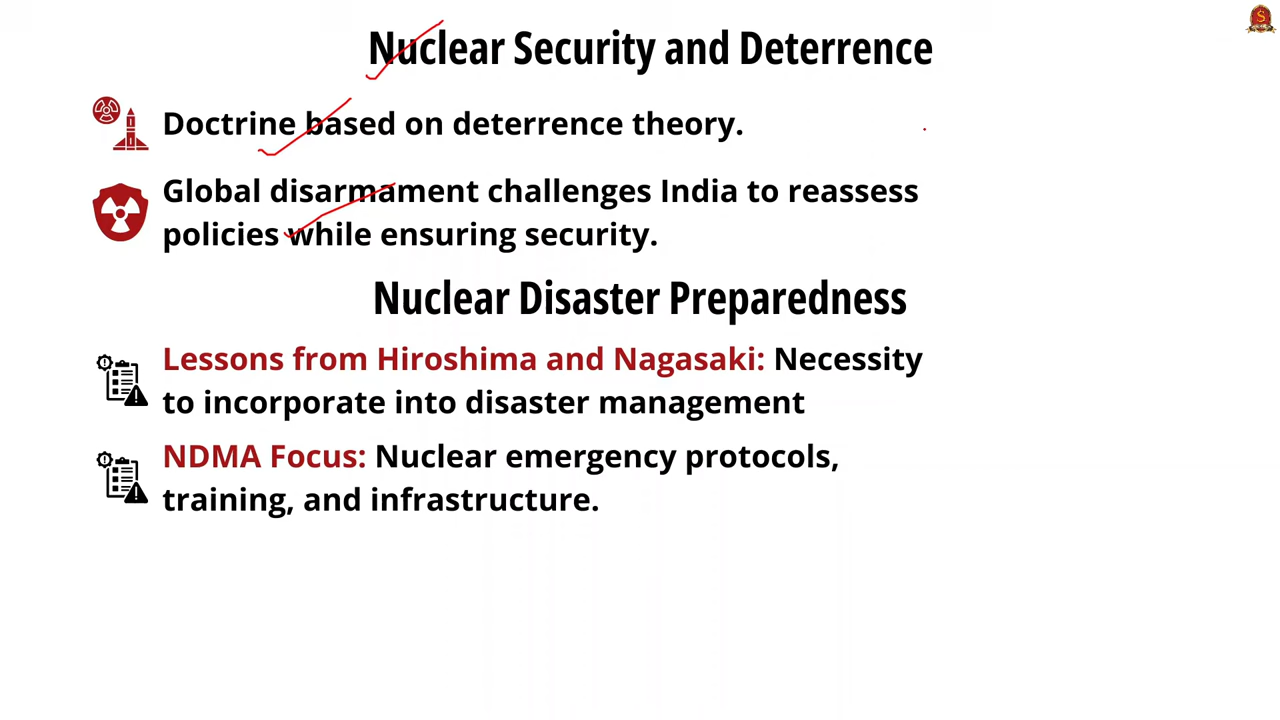 Nuclear Security and Deterrence
Doctrine based on deterrence theory.
Global disarmament challenges India to reassess
policies while ensuring security.
Nuclear Disaster Preparedness
Lessons from Hiroshima and Nagasaki: Necessity
to incorporate into disaster management
NDMA Focus: Nuclear emergency protocols,
training, and infrastructure.